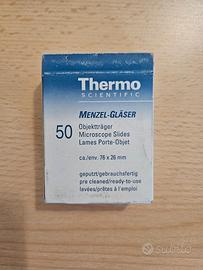 Thermo
SCIENTIFIC
MENZEL-GLÄSER
50
Objektträger
Microscope Slides
Lames Porte-Objet
ca./env. 76 x 26 mm
geputzt/gebrauchsfertig
pre cleaned/ready-to-use
lavées/prêtes à l'emploi
subito